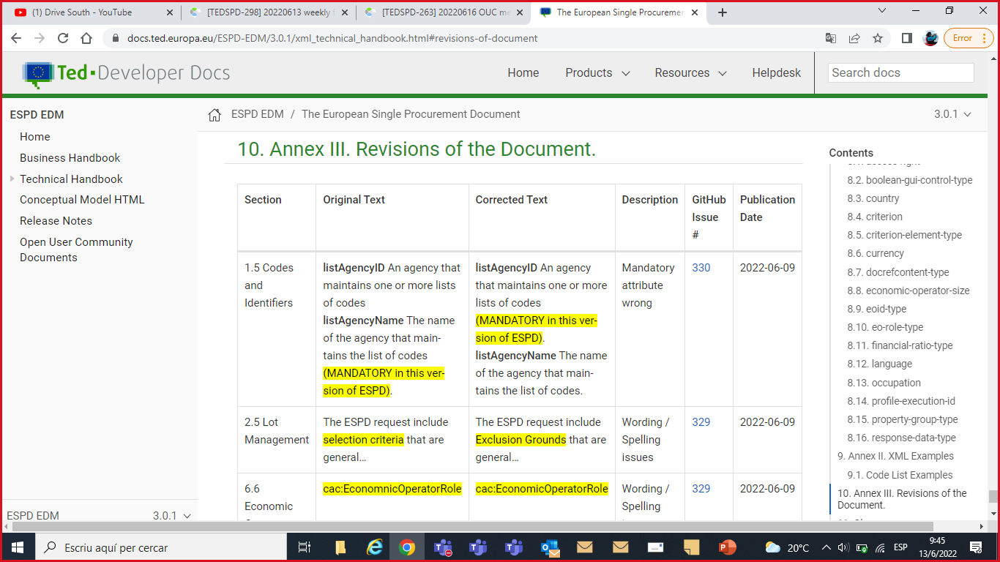 (1) Drive South - YouTube
[TEDSPD-298] 20220613 weekly f
[TEDSPD-263] 20220616 OUC me
The European Single Procuremen
docs.ted.europa.eu/ESPD-EDM/3.0.1/xml_technical_handbook.html#revisions-of-document
Error
Ted Developer Docs
Home
Products
Resources
Helpdesk
Search docs
ESPD EDM
Home
Business Handbook
Technical Handbook
Conceptual Model HTML
Release Notes
Open User Community
Documents
ESPD EDM
3.0.1
ESPD EDM / The European Single Procurement Document
3.0.1
10. Annex III. Revisions of the Document.
Section
Original Text
Corrected Text
Description
GitHub
Issue
#
Publication
Date
1.5 Codes
and
Identifiers
listAgencyID An agency that
maintains one or more lists
of codes
listAgencyName The name
of the agency that main-
tains the list of codes
(MANDATORY in this ver-
sion of ESPD).
listAgencyID An agency
that maintains one or more
lists of codes
(MANDATORY in this ver-
sion of ESPD).
listAgencyName The name
of the agency that main-
tains the list of codes.
Mandatory
attribute
wrong
330
2022-06-09
2.5 Lot
Management
The ESPD request include
selection criteria that are
general…
The ESPD request include
Exclusion Grounds that are
general…
Wording /
Spelling
issues
329
2022-06-09
6.6
Economic
cac:EconomnicOperatorRole
cac:EconomicOperatorRole
Wording /
Spelling
329
2022-06-09
Contents
8.2. boolean-gui-control-type
8.3. country
8.4. criterion
8.5. criterion-element-type
8.6. currency
8.7. docrefcontent-type
8.8. economic-operator-size
8.9. eoid-type
8.10. eo-role-type
8.11. financial-ratio-type
8.12. language
8.13. occupation
8.14. profile-execution-id
8.15. property-group-type
8.16. response-data-type
9. Annex II. XML Examples
9.1. Code List Examples
10. Annex III. Revisions of the
Document.
Escriu aquí per cercar
20°C
ESP
9:45
13/6/2022